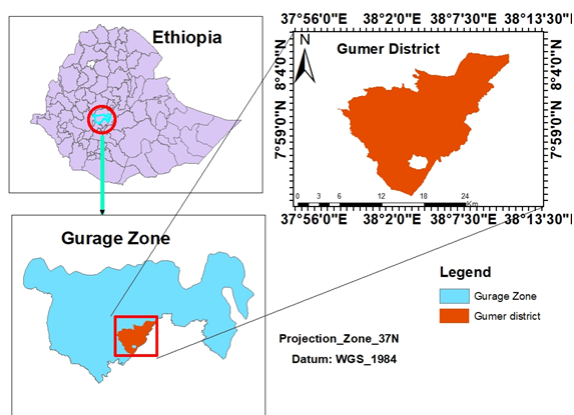 Ethiopia
Gurage Zone
37°56'0"E 38°2'0"E 38°7'30"E 38°13'30"E
N
Gumer District
8°4'0"N 8°4'0"N
7°59'0"N 7°59'0"N
0 3 6 12 18 24
Km
37°56'0"E 38°2'0"E 38°7'30"E 38°13'30"E
Legend
Gurage Zone
Gumer district
Projection_Zone_37N
Datum: WGS_1984